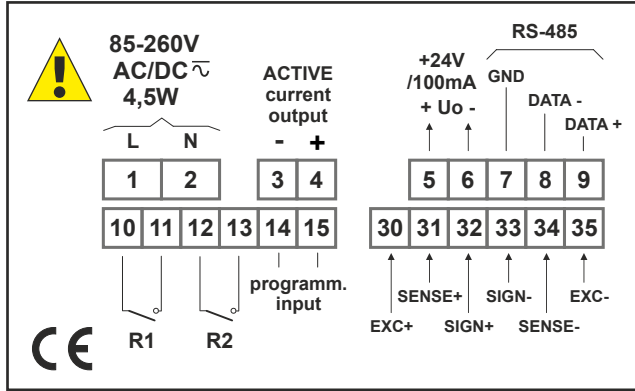 85-260V
AC/DC
4,5W
L N
ACTIVE
current
output
- +
+24V
/100mA
+ Uo -
RS-485
GND
DATA -
DATA +
1 2 3 4 5 6 7 8 9
10 11 12 13 14 15 30 31 32 33 34 35
R1 R2
programm.
input
SENSE+ SIGN- EXC-
EXC+ SIGN+ SENSE-
CE